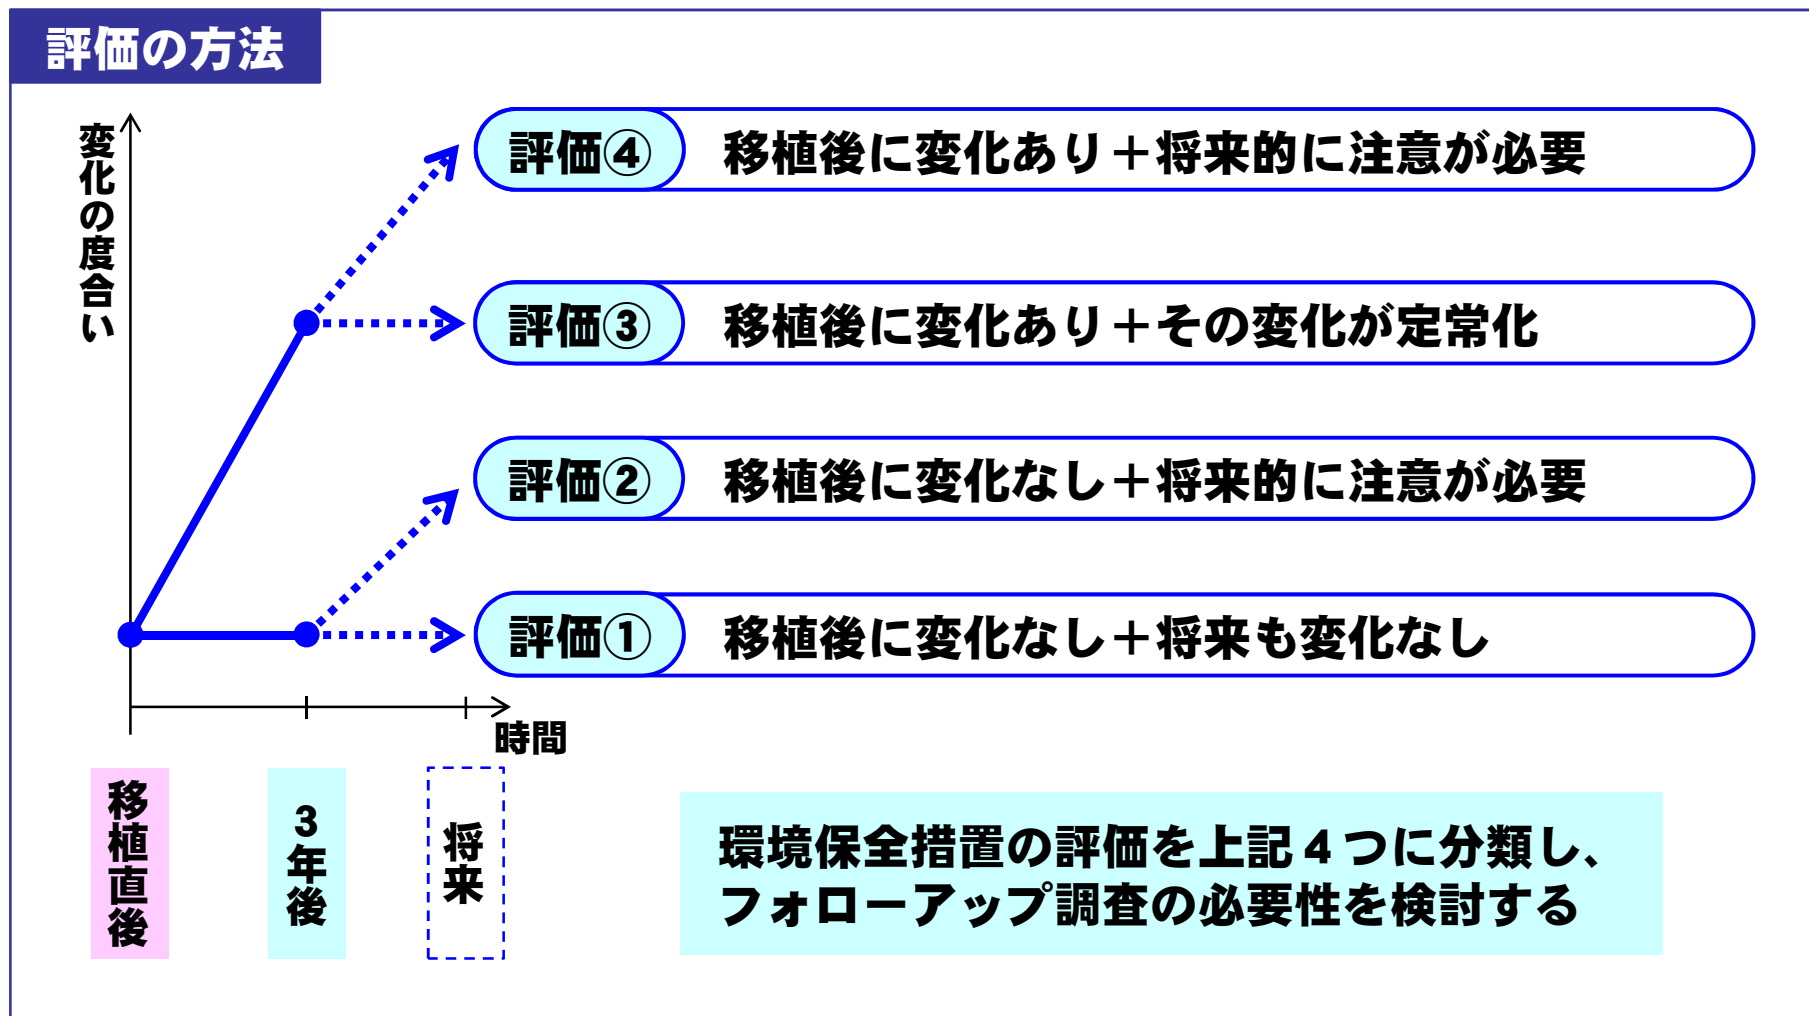 評価の方法
変化の度合い
評価④ 移植後に変化あり＋将来的に注意が必要
評価③ 移植後に変化あり＋その変化が定常化
評価② 移植後に変化なし＋将来的に注意が必要
評価① 移植後に変化なし＋将来も変化なし
時間
移植直後
3年後
将来
環境保全措置の評価を上記4つに分類し、
フォローアップ調査の必要性を検討する